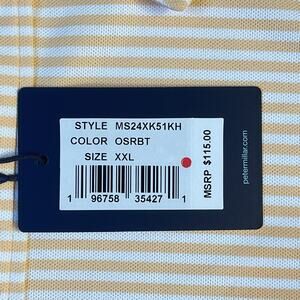 STYLE MS24XK51KH
COLOR OSRBT
SIZE XXL
1 96758 35427 1
MSRP $115.00
petermillar.com